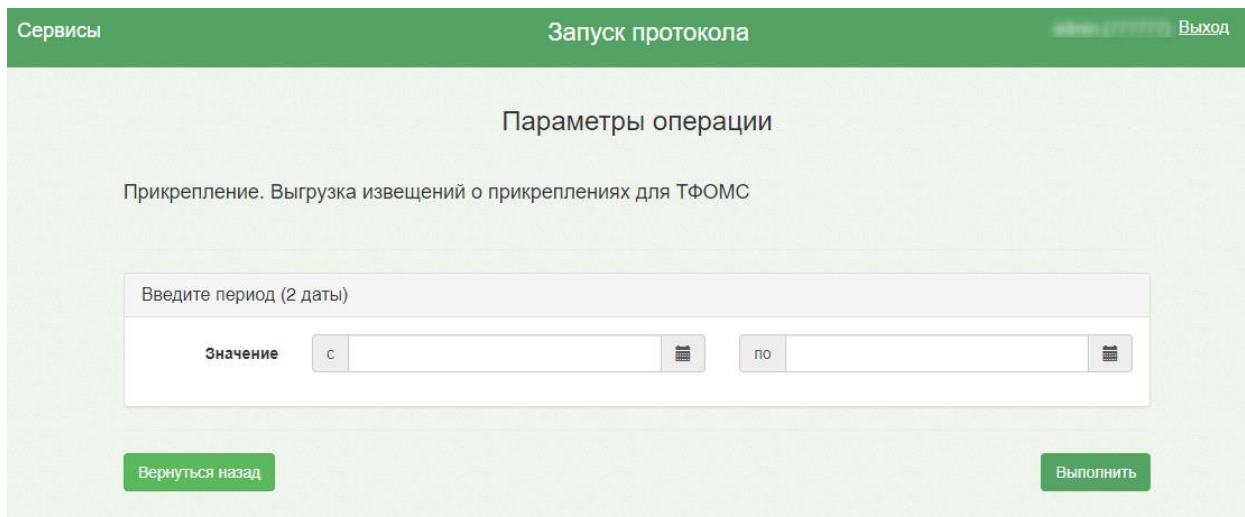 Сервисы
Запуск протокола
Выход
Параметры операции
Прикрепление. Выгрузка извещений о прикреплениях для ТФОМС
Введите период (2 даты)
Значение с по
Вернуться назад
Выполнить